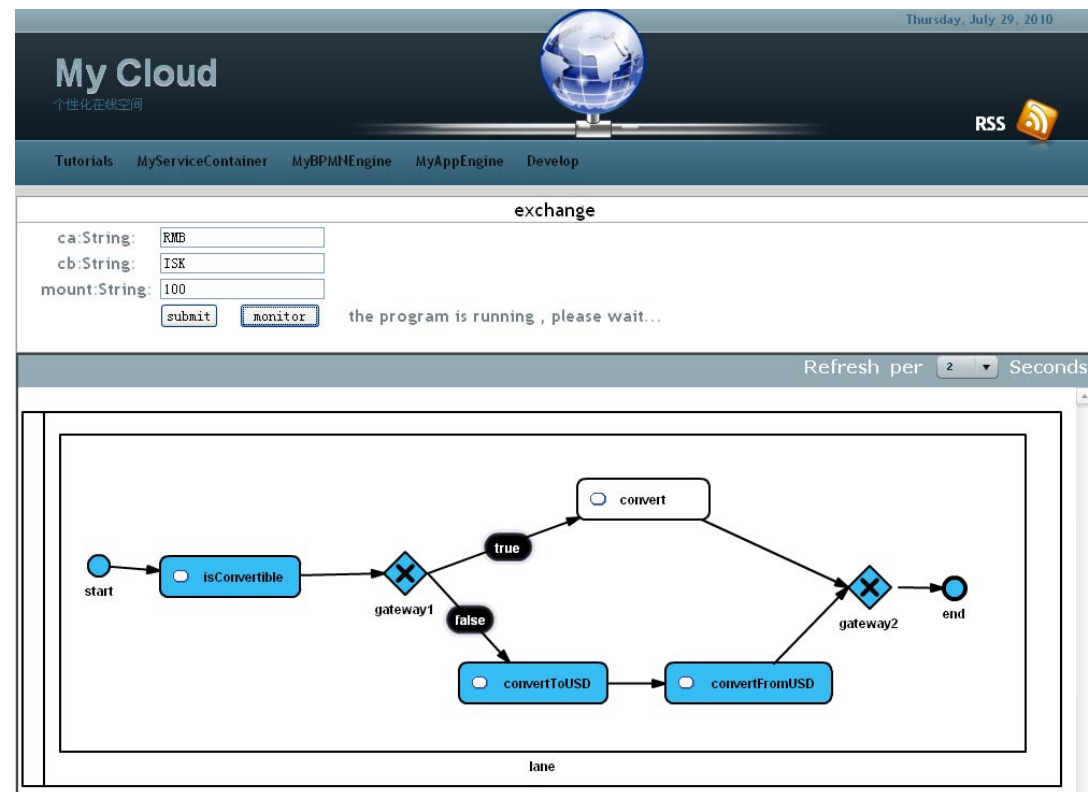 Thursday, July 29, 2010
My Cloud
个性化在线空间
RSS
Tutorials MyServiceContainer MyBPMNEngine MyAppEngine Develop
exchange
ca:String: RMB
cb:String: ISK
mount:String: 100
submit monitor the program is running , please wait...
Refresh per 2 Seconds
convert
true
isConvertible
start
gateway1
false
gateway2
end
convertToUSD
convertFromUSD
lane